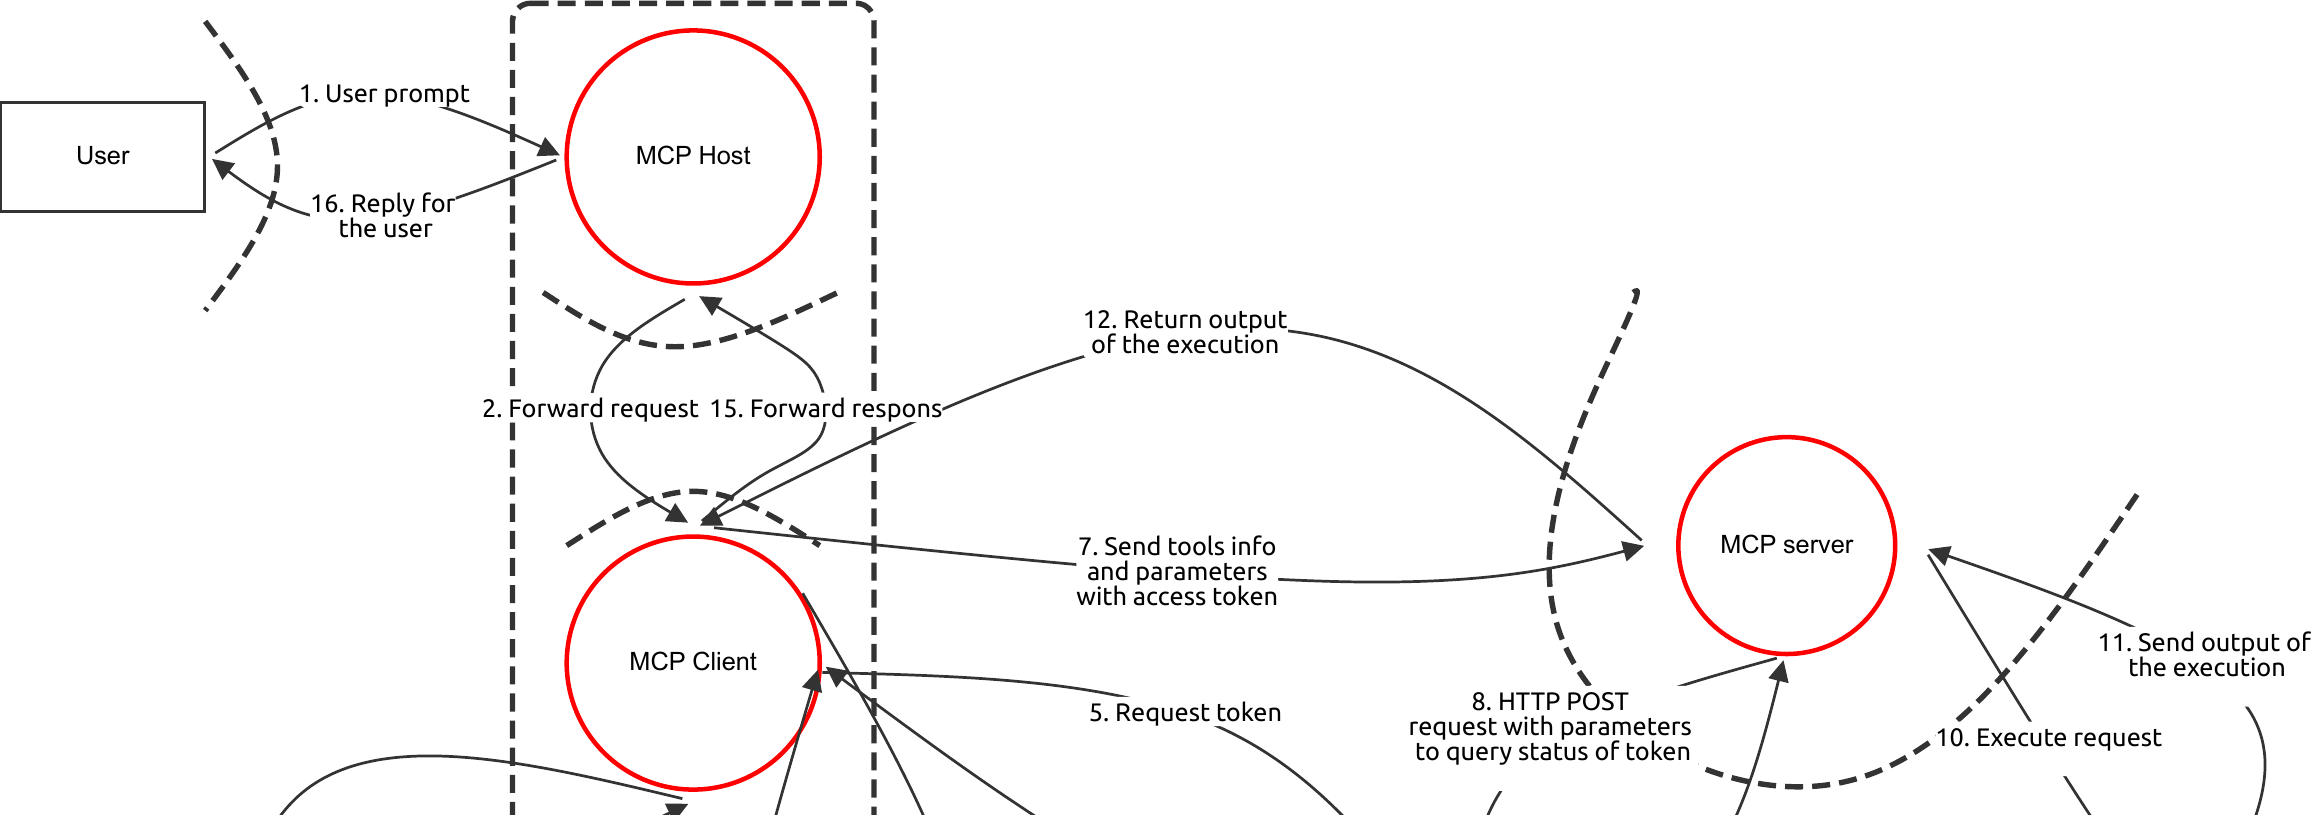 1. User prompt
User
MCP Host
16. Reply for
the user
12. Return output
of the execution
2. Forward request
15. Forward respons
7. Send tools info
and parameters
with access token
MCP server
MCP Client
11. Send output of
the execution
5. Request token
8. HTTP POST
request with parameters
to query status of token
10. Execute request